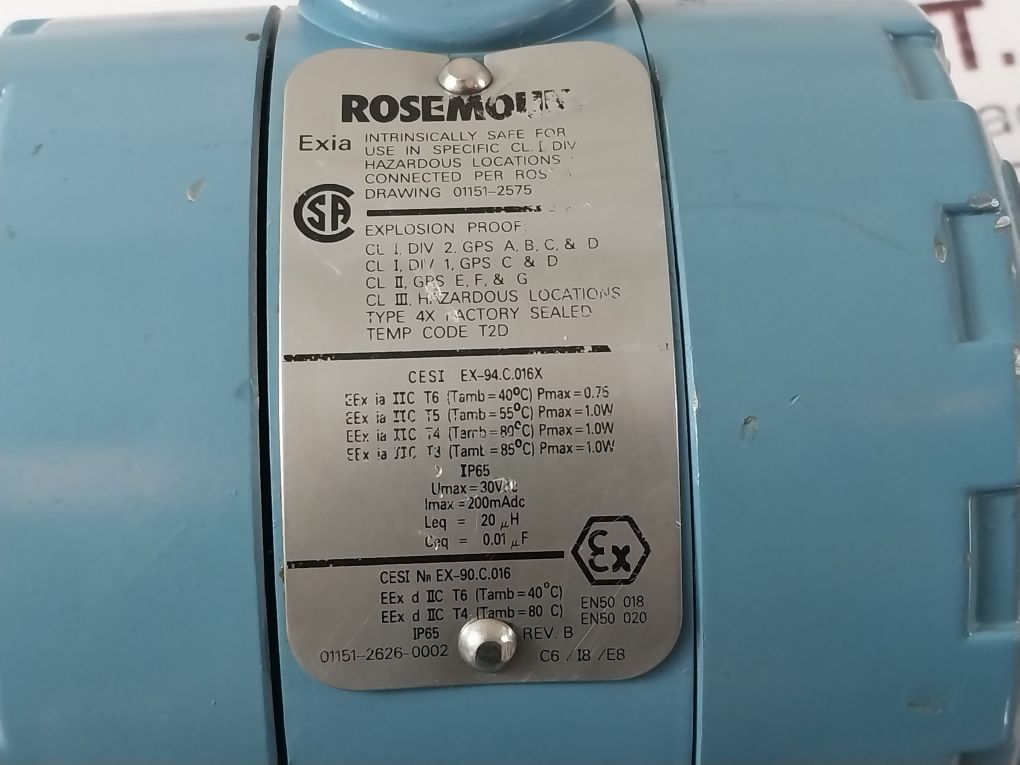 ROSEMOUN
Exia
INTRINSICALLY SAFE FOR
USE IN SPECIFIC CL. I DIV
HAZARDOUS LOCATIONS
CONNECTED PER
DRAWING 01151-2575
SA
EXPLOSION PROOF:
CL I, DIV 2, GPS A, B, C, & D
CL I, DIV 1, GPS C & D
CL II, GPS E, F, & G
CL III, HAZARDOUS LOCATIONS
TYPE 4X FACTORY SEALED
TEMP CODE T2D
CESI EX-94.C.016X
EEx ia IIC T6 (Tamb=40°C) Pmax=0.75
EEx ia IIC T5 (Tamb=55°C) Pmax=1.0W
EEx ia IIC T4 (Tamb=80°C) Pmax=1.0W
EEx ia IIC T3 (Tamb=85°C) Pmax=1.0W
IP65
Umax=30Vdc
Imax=200mAdc
Leq = 20 µH
Ceq = 0.01 µF
Ex
CESI NR EX-90.C.016
EEx d IIC T6 (Tamb=40°C)
EEx d IIC T4 (Tamb=80 C)
EN50 018
EN50 020
IP65
REV. B
01151-2626-0002
C6 / I8 / E8